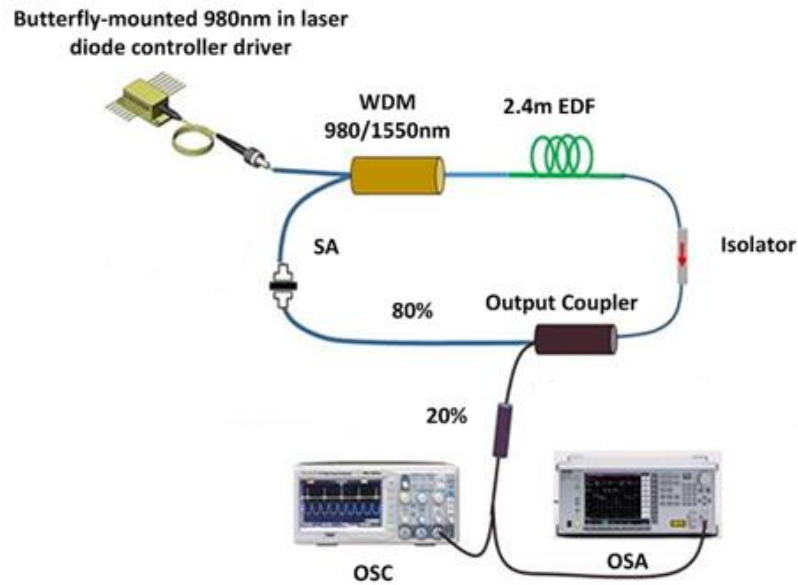 Butterfly-mounted 980nm in laser
diode controller driver
WDM
980/1550nm
2.4m EDF
SA
Isolator
Output Coupler
80%
20%
OSC
OSA